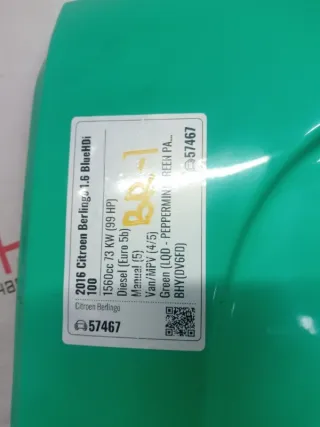 2016 Citroen Berlingo 1.6 BlueHDi
100
1560cc 73 KW (99 HP)
Diesel (Euro 5b)
Manual (5)
Van/MPV (4/5)
Green (LQD - PEPPERMINT GREEN PA...
BHY(DV6FD)
Citroen Berlingo
57467
57467